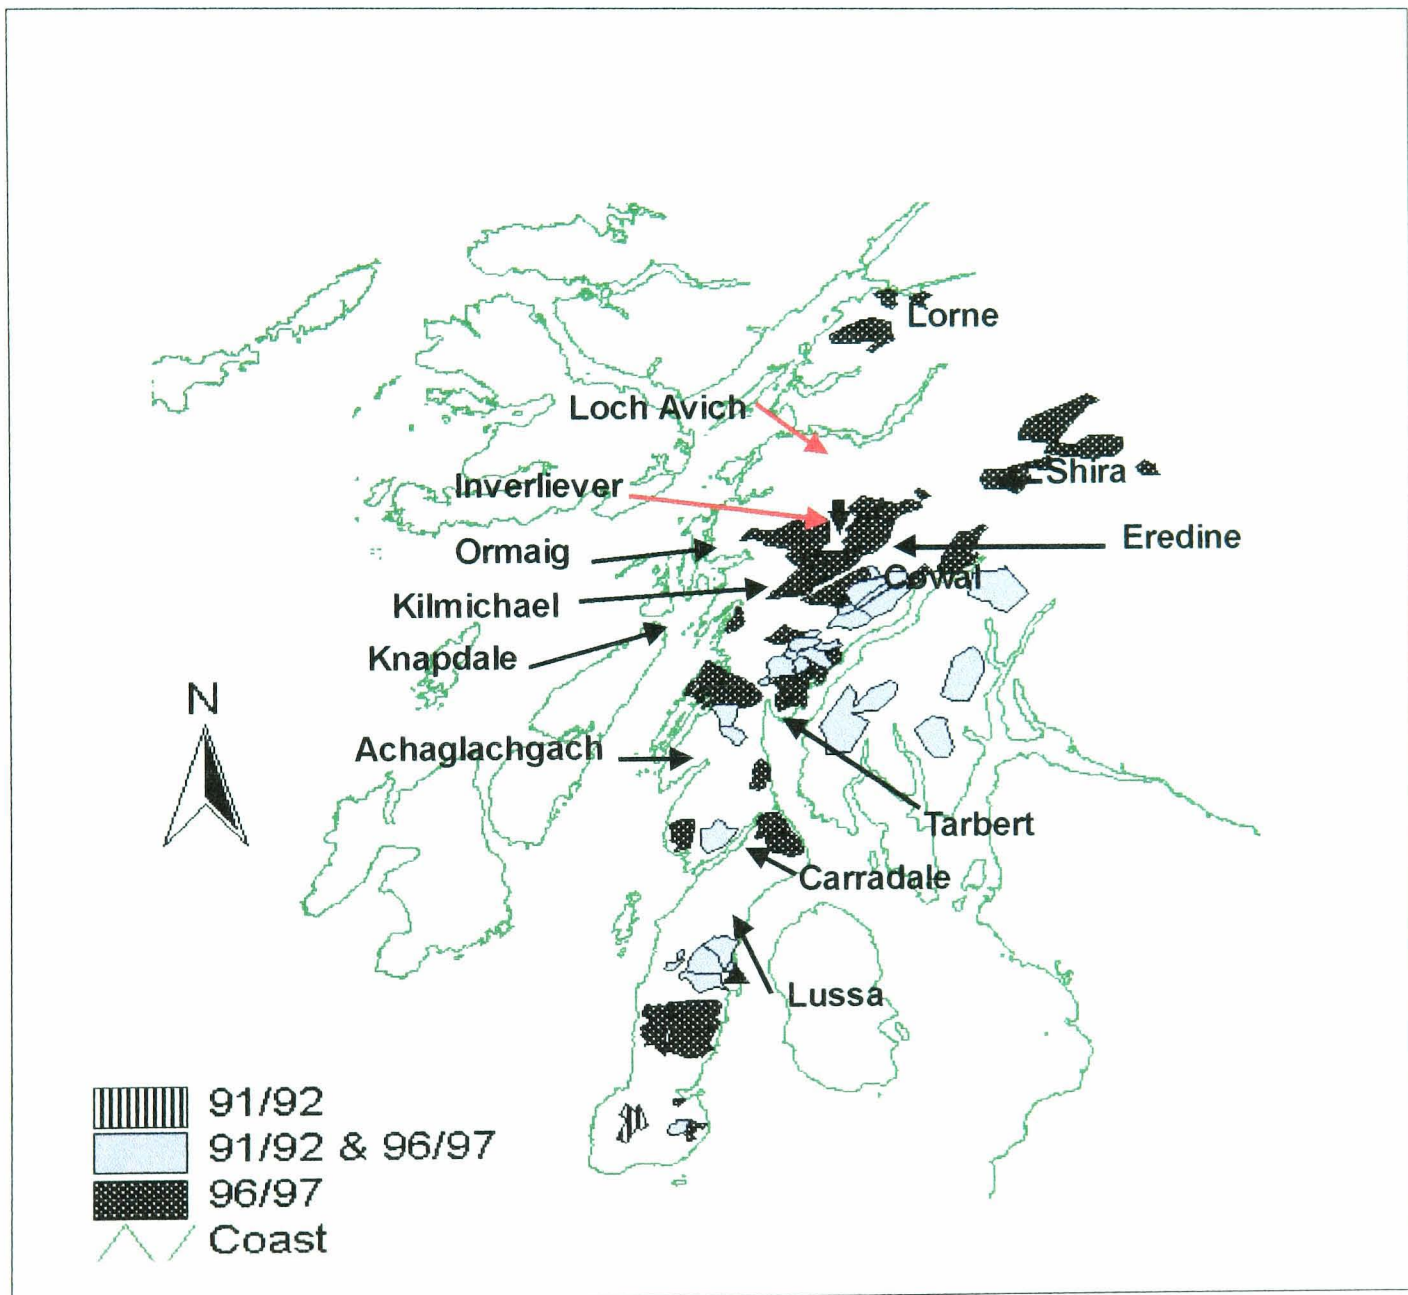 Lorne
Loch Avich
Shira
Inverliever
Eredine
Ormaig
Cowal
Kilmichael
Knapdale
N
Achaglachgach
Tarbert
Carradale
Lussa
91/92
91/92 & 96/97
96/97
Coast